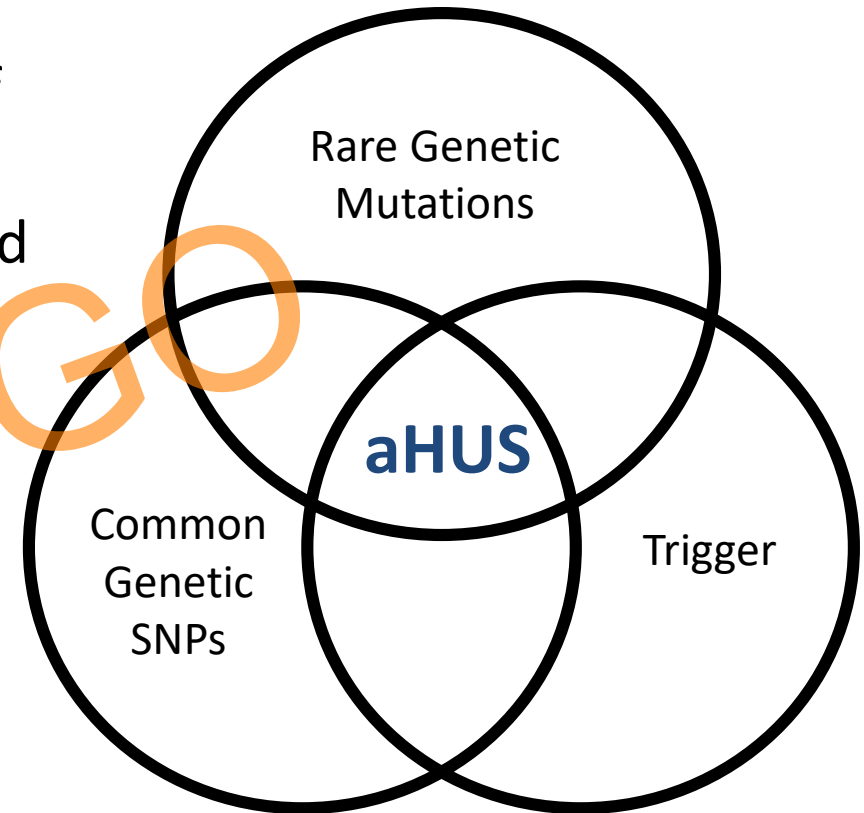 d
GO
Rare Genetic
Mutations
aHUS
Common
Genetic
SNPs
Trigger